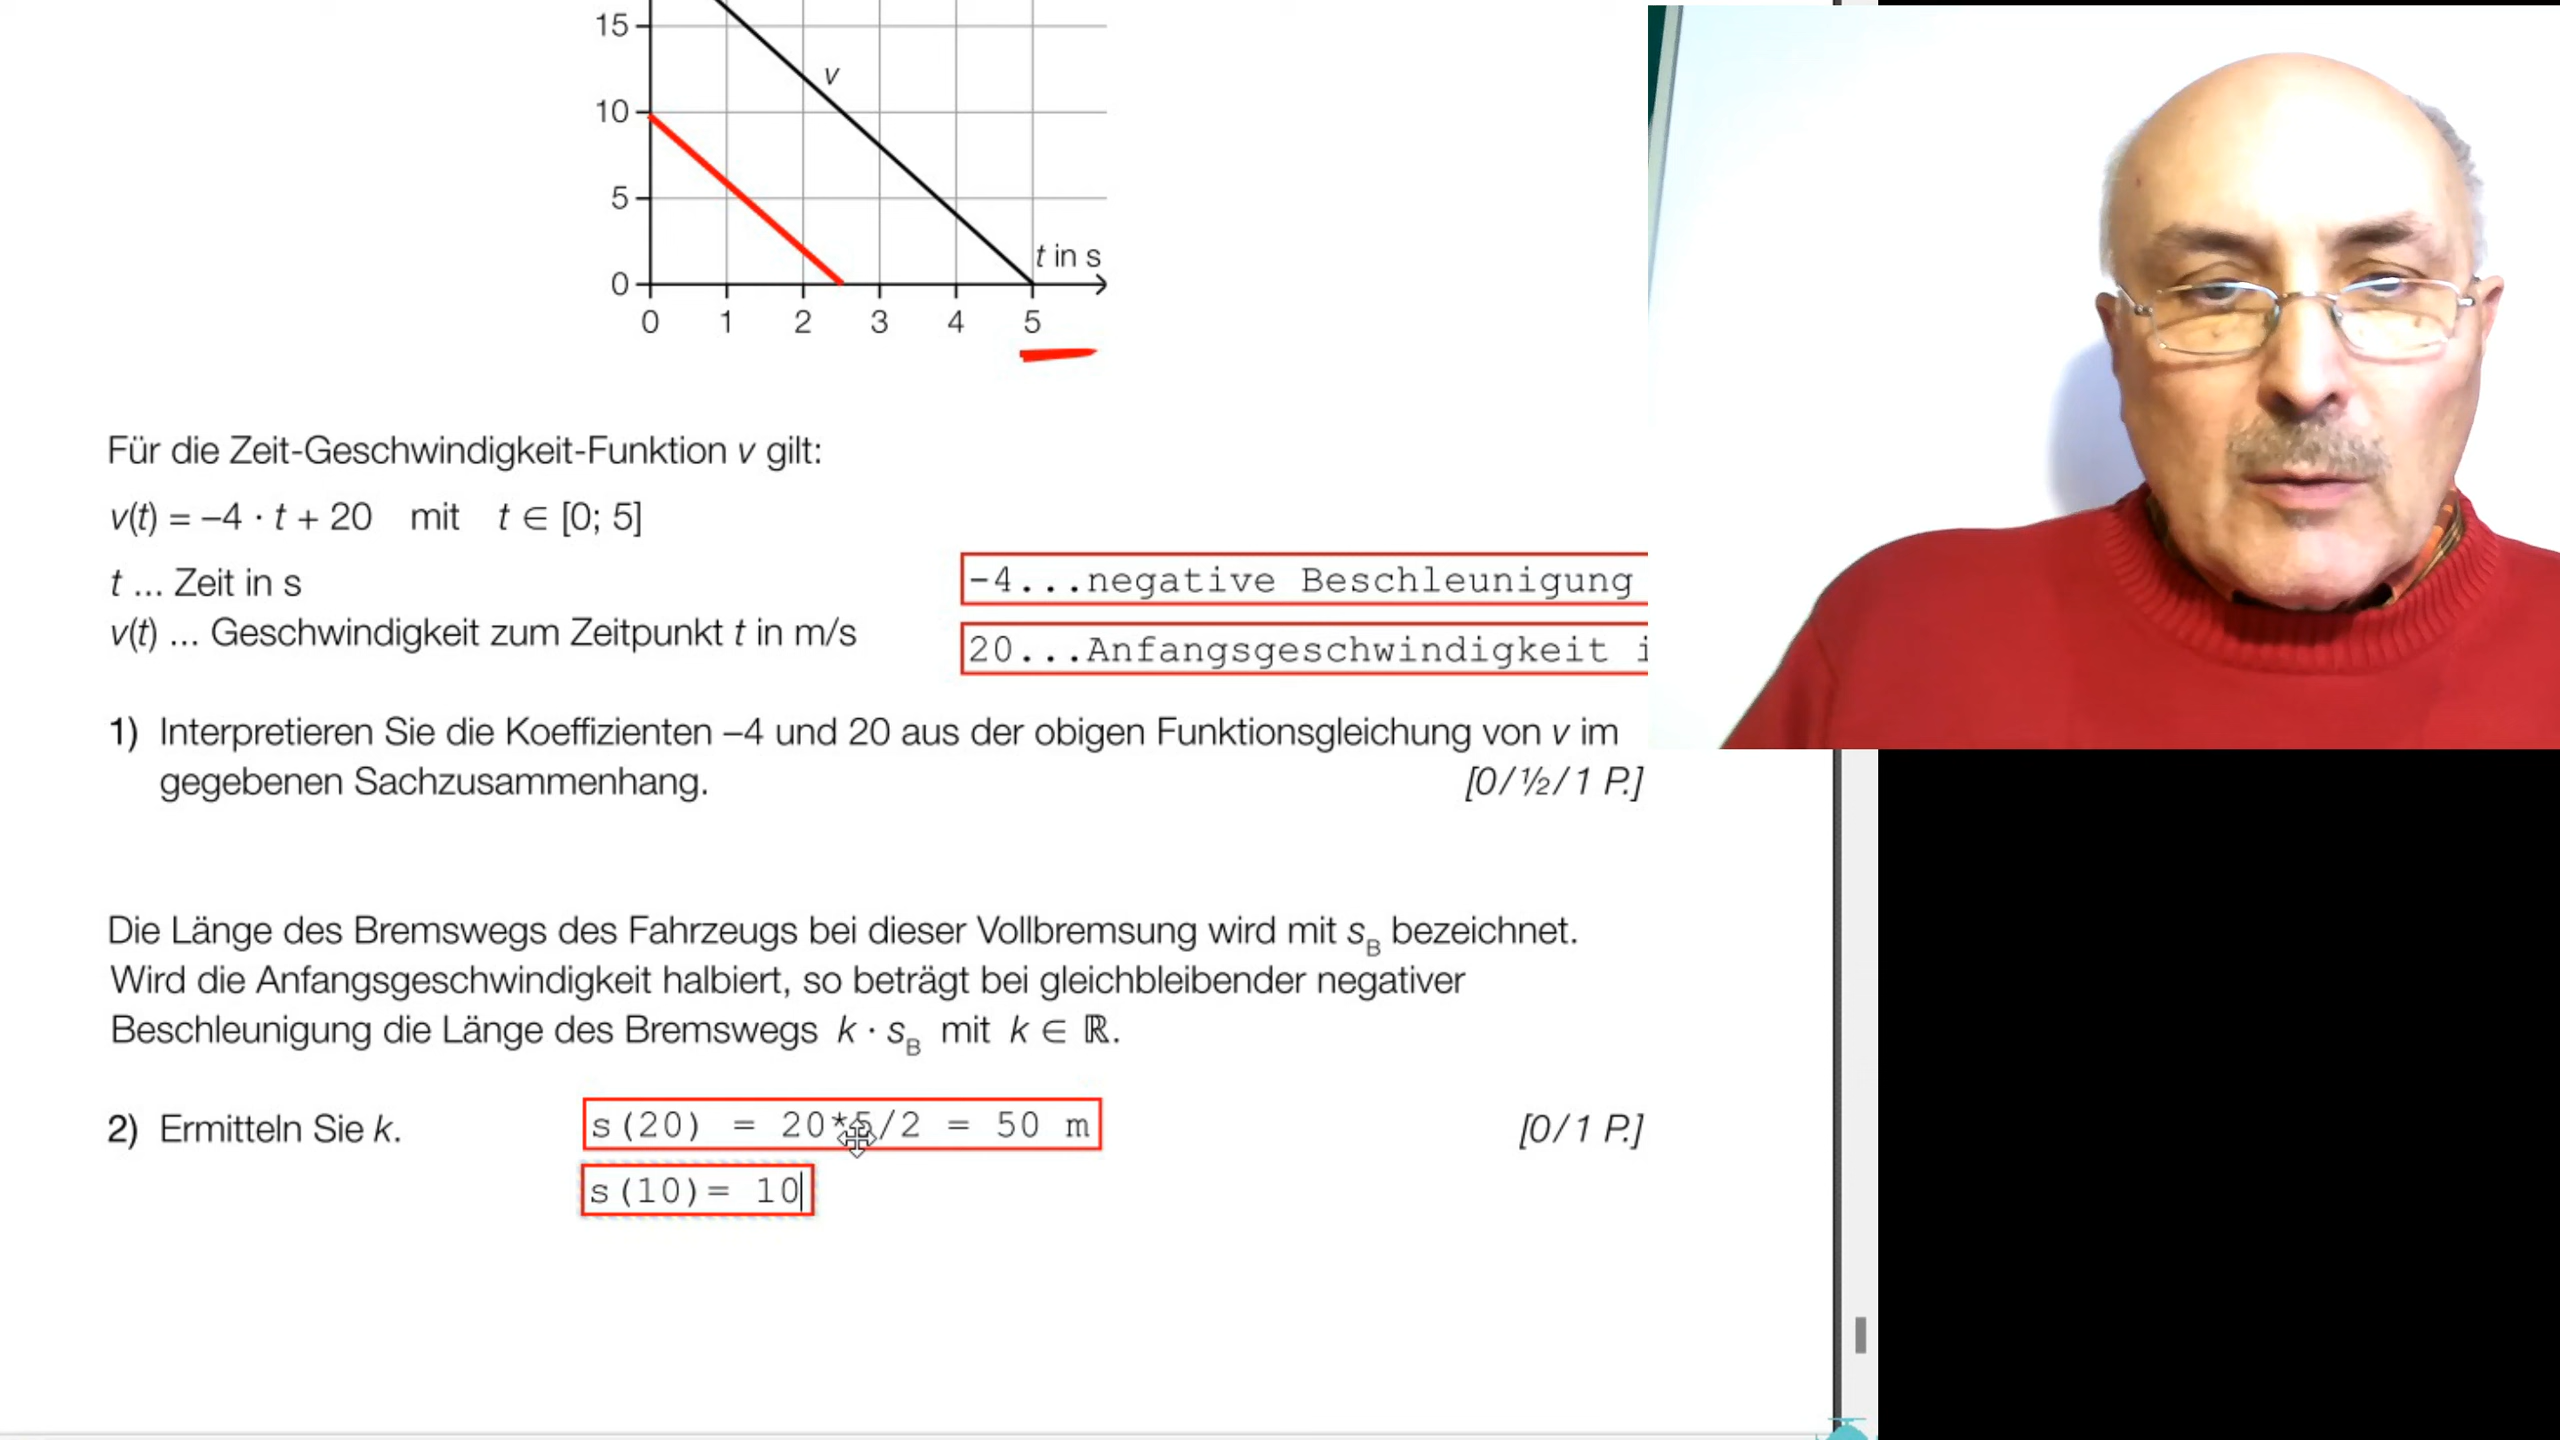 15
v
10
5
t in s
0
0 1 2 3 4 5
Für die Zeit-Geschwindigkeit-Funktion v gilt:
v(t) = –4 · t + 20 mit t ∈ [0; 5]
t ... Zeit in s
-4...negative Beschleunigung
v(t) ... Geschwindigkeit zum Zeitpunkt t in m/s
20...Anfangsgeschwindigkeit i
1) Interpretieren Sie die Koeffizienten –4 und 20 aus der obigen Funktionsgleichung von v im
gegebenen Sachzusammenhang. [0/½/1 P.]
Die Länge des Bremswegs des Fahrzeugs bei dieser Vollbremsung wird mit s_B bezeichnet.
Wird die Anfangsgeschwindigkeit halbiert, so beträgt bei gleichbleibender negativer
Beschleunigung die Länge des Bremswegs k · s_B mit k ∈ ℝ.
2) Ermitteln Sie k. s(20) = 20*5/2 = 50 m [0/1 P.]
s(10)= 10